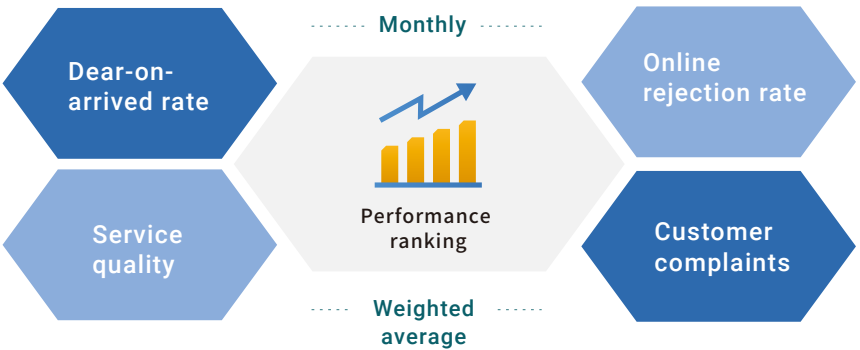 Dear-on-
arrived rate
Service
quality
Monthly
Performance
ranking
Weighted
average
Online
rejection rate
Customer
complaints